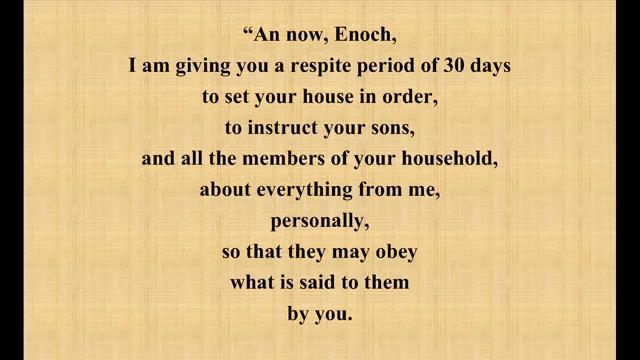 “An now, Enoch,
I am giving you a respite period of 30 days
to set your house in order,
to instruct your sons,
and all the members of your household,
about everything from me,
personally,
so that they may obey
what is said to them
by you.